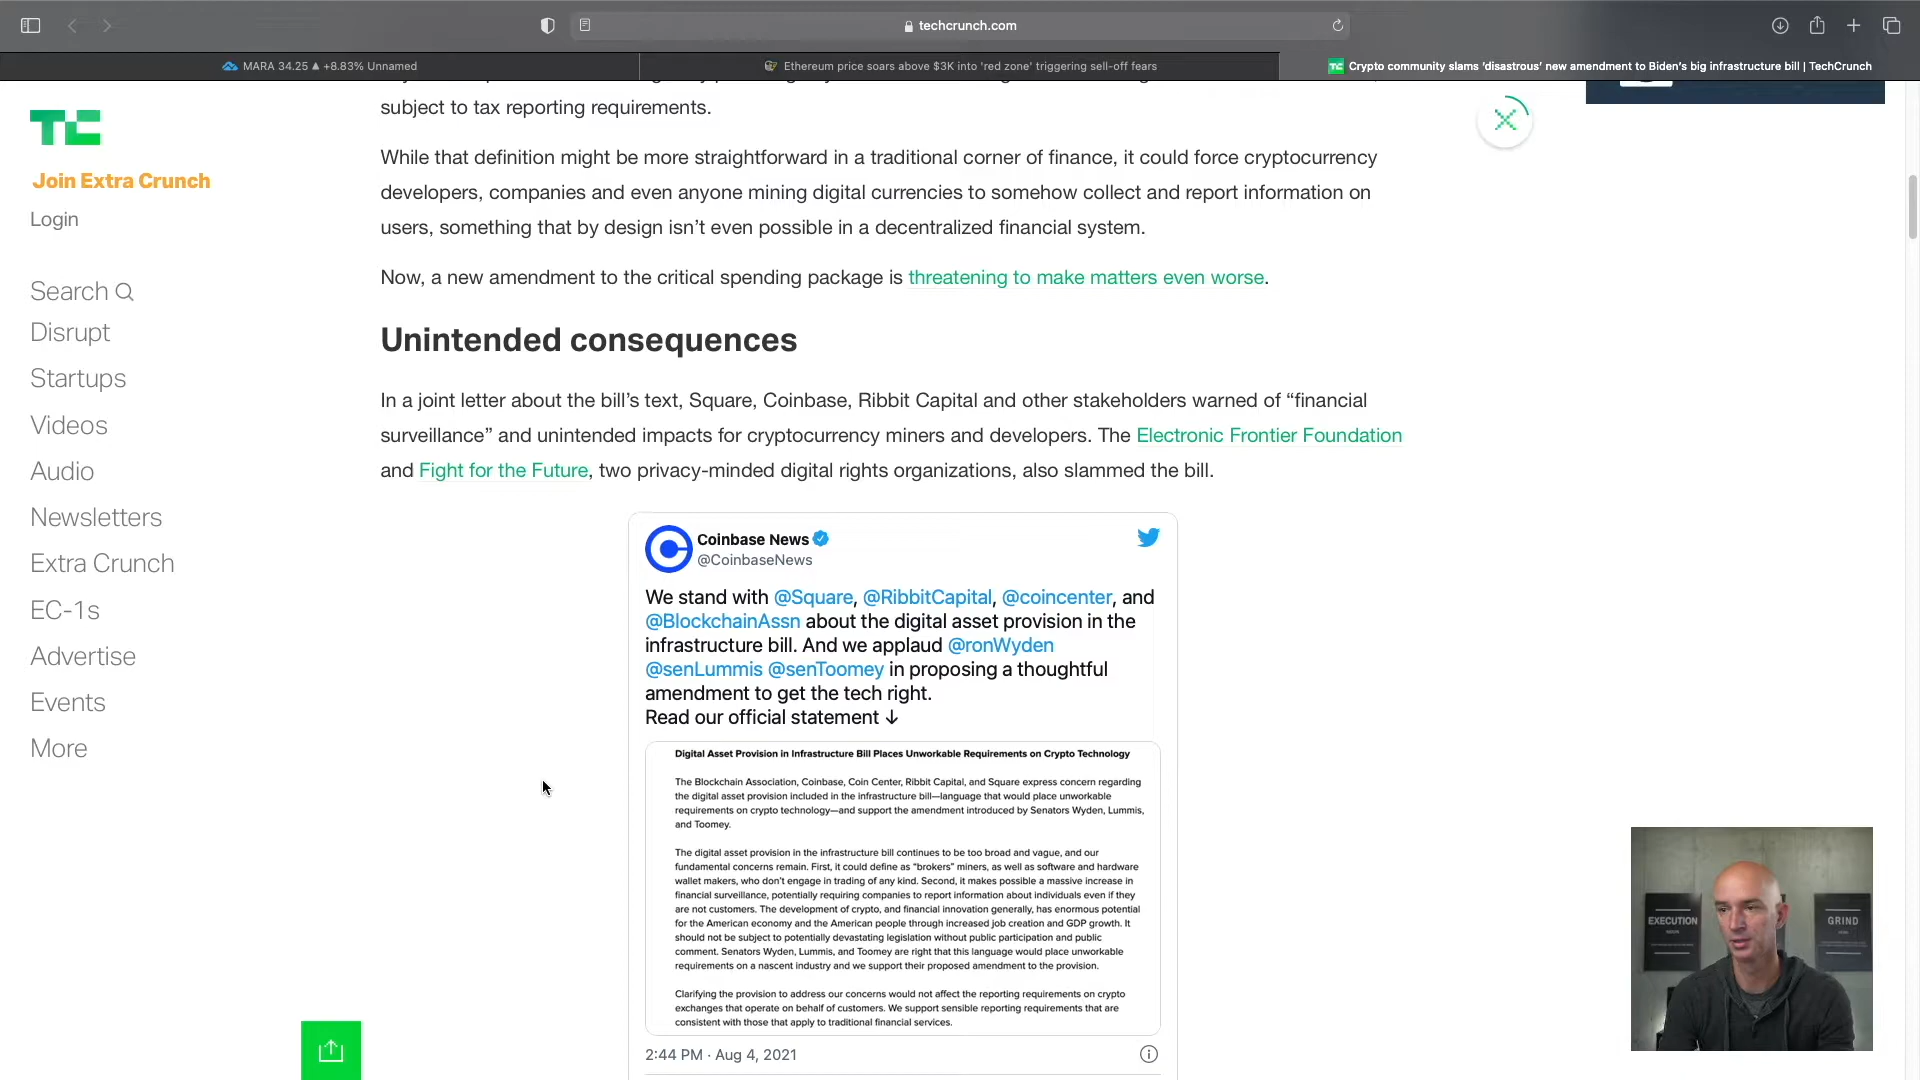 techcrunch.com
MARA 34.25 ▲ +8.83% Unnamed
Ethereum price soars above $3K into 'red zone' triggering sell-off fears
Crypto community slams ‘disastrous’ new amendment to Biden’s big infrastructure bill | TechCrunch
subject to tax reporting requirements.
While that definition might be more straightforward in a traditional corner of finance, it could force cryptocurrency
developers, companies and even anyone mining digital currencies to somehow collect and report information on
users, something that by design isn’t even possible in a decentralized financial system.
Now, a new amendment to the critical spending package is threatening to make matters even worse.
Unintended consequences
In a joint letter about the bill’s text, Square, Coinbase, Ribbit Capital and other stakeholders warned of “financial
surveillance” and unintended impacts for cryptocurrency miners and developers. The Electronic Frontier Foundation
and Fight for the Future, two privacy-minded digital rights organizations, also slammed the bill.
Coinbase News
@CoinbaseNews
We stand with @Square, @RibbitCapital, @coincenter, and
@BlockchainAssn about the digital asset provision in the
infrastructure bill. And we applaud @ronWyden
@senLummis @senToomey in proposing a thoughtful
amendment to get the tech right.
Read our official statement ↓
Digital Asset Provision in Infrastructure Bill Places Unworkable Requirements on Crypto Technology
The Blockchain Association, Coinbase, Coin Center, Ribbit Capital, and Square express concern regarding
the digital asset provision included in the infrastructure bill—language that would place unworkable
requirements on crypto technology—and support the amendment introduced by Senators Wyden, Lummis,
and Toomey.
The digital asset provision in the infrastructure bill continues to be too broad and vague, and our
fundamental concerns remain. First, it could define as “brokers” miners, as well as software and hardware
wallet makers, who don’t engage in trading of any kind. Second, it makes possible a massive increase in
financial surveillance, potentially requiring companies to report information about individuals even if they
are not customers. The development of crypto, and financial innovation generally, has enormous potential
for the American economy and the American people through increased job creation and GDP growth. It
should not be subject to potentially devastating legislation without public participation and public
comment. Senators Wyden, Lummis, and Toomey are right that this language would place unworkable
requirements on a nascent industry and we support their proposed amendment to the provision.
Clarifying the provision to address our concerns would not affect the reporting requirements on crypto
exchanges that operate on behalf of customers. We support sensible reporting requirements that are
consistent with those that apply to traditional financial services.
2:44 PM · Aug 4, 2021
TC
Join Extra Crunch
Login
Search
Disrupt
Startups
Videos
Audio
Newsletters
Extra Crunch
EC-1s
Advertise
Events
More
EXECUTION
GRIND